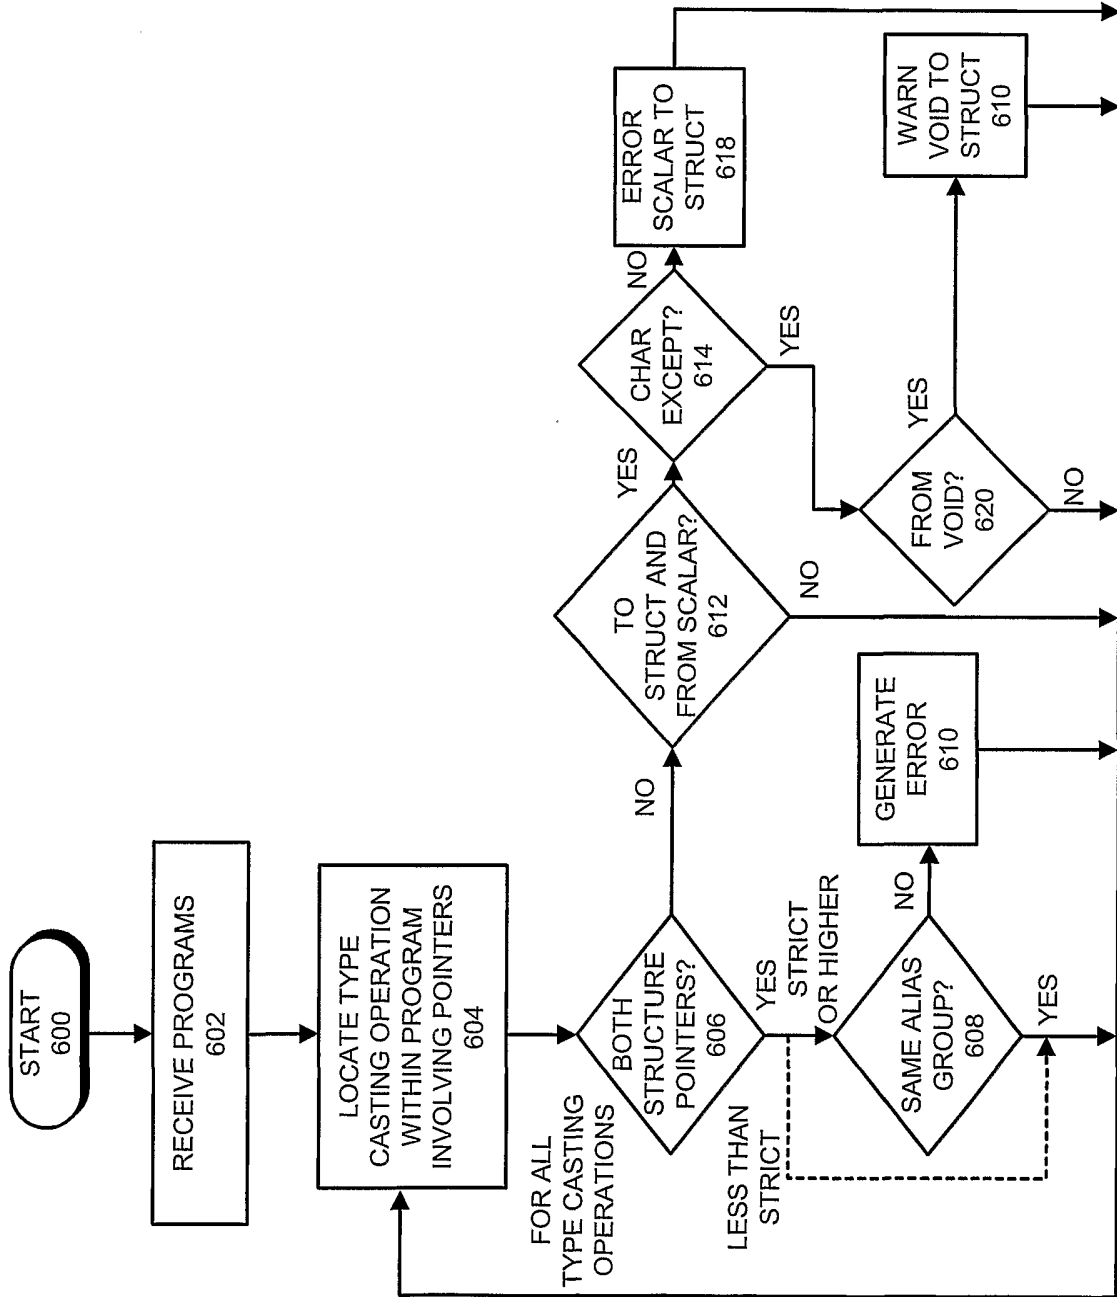 START
600
RECEIVE PROGRAMS
602
LOCATE TYPE
CASTING OPERATION
WITHIN PROGRAM
INVOLVING POINTERS
604
FOR ALL
TYPE CASTING
OPERATIONS
BOTH
STRUCTURE
POINTERS?
606
NO
YES
STRICT
OR HIGHER
LESS THAN
STRICT
SAME ALIAS
GROUP?
608
NO
YES
GENERATE
ERROR
610
TO
STRUCT AND
FROM SCALAR?
612
YES
NO
CHAR
EXCEPT?
614
NO
YES
ERROR
SCALAR TO
STRUCT
618
FROM
VOID?
620
YES
NO
WARN
VOID TO
STRUCT
610